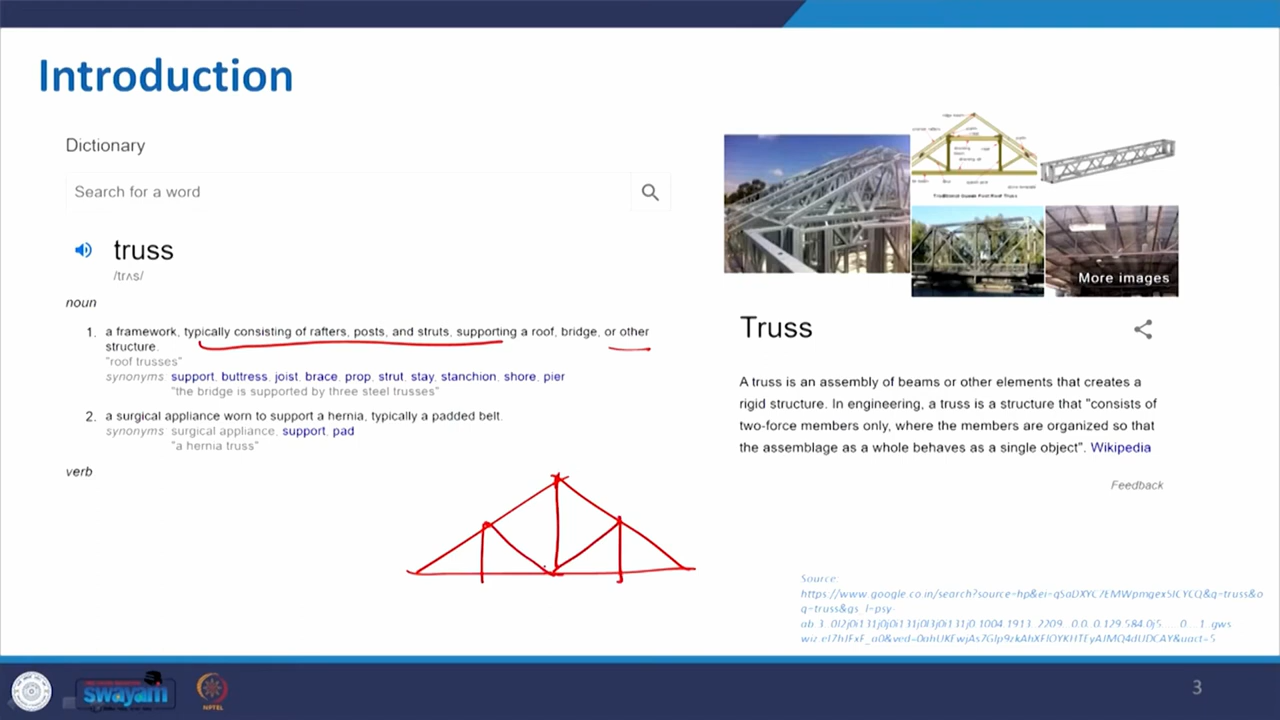 Introduction
Dictionary
Search for a word
truss
/trʌs/
noun
1. a framework, typically consisting of rafters, posts, and struts, supporting a roof, bridge, or other
structure.
"roof trusses"
synonyms: support, buttress, joist, brace, prop, strut, stay, stanchion, shore, pier
"the bridge is supported by three steel trusses"
2. a surgical appliance worn to support a hernia, typically a padded belt.
synonyms: surgical appliance, support, pad
"a hernia truss"
verb
More images
Truss
A truss is an assembly of beams or other elements that creates a
rigid structure. In engineering, a truss is a structure that "consists of
two-force members only, where the members are organized so that
the assemblage as a whole behaves as a single object". Wikipedia
Feedback
Source:
swayam
NPTEL
3